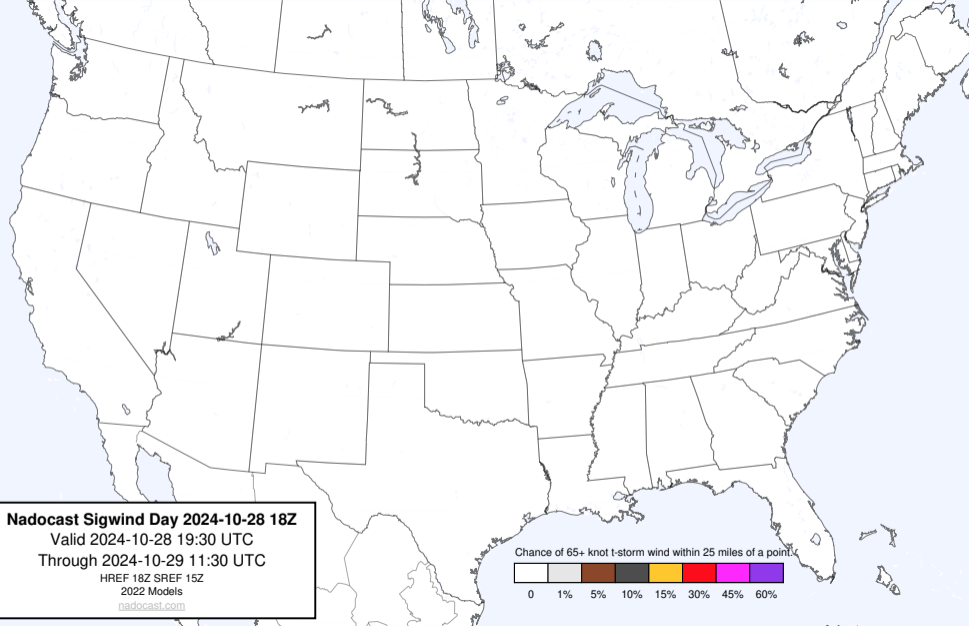 Nadocast Sigwind Day 2024-10-28 18Z
Valid 2024-10-28 19:30 UTC
Through 2024-10-29 11:30 UTC
HREF 18Z SREF 15Z
2022 Models
nadocast.com
Chance of 65+ knot t-storm wind within 25 miles of a point.
0 1% 5% 10% 15% 30% 45% 60%